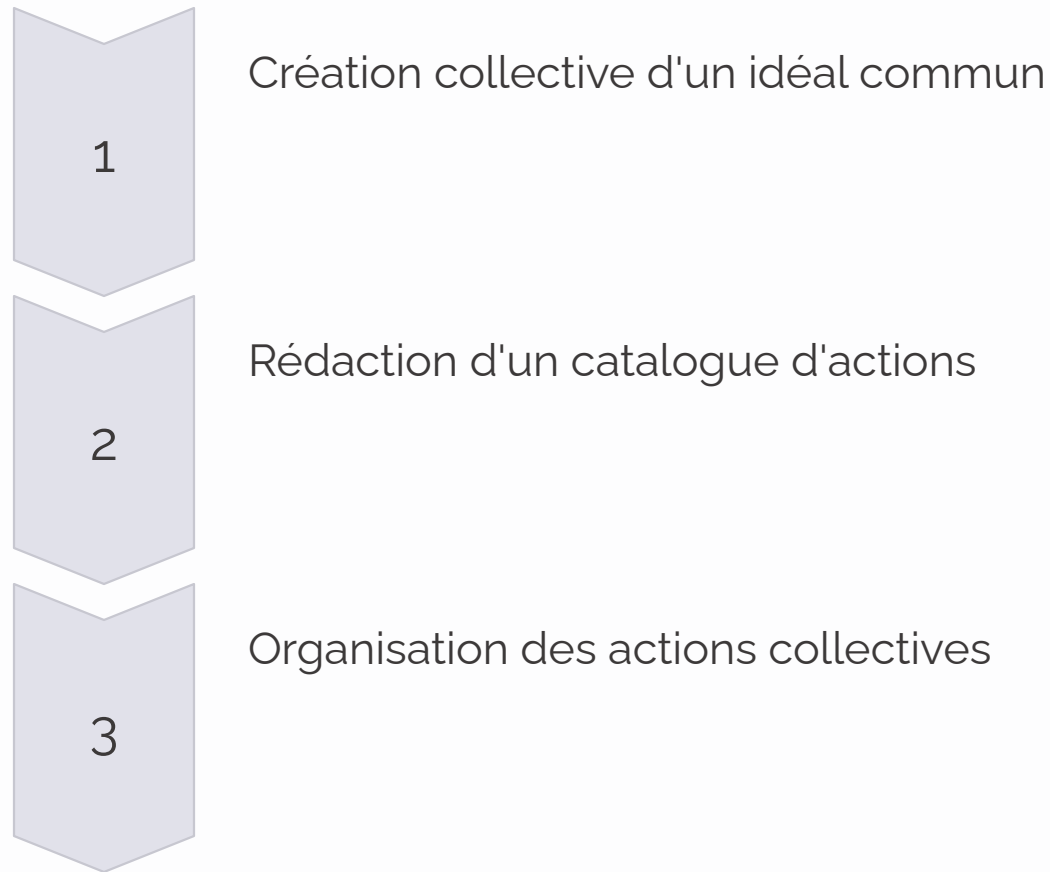 Création collective d'un idéal commun
1
Rédaction d'un catalogue d'actions
2
Organisation des actions collectives
3